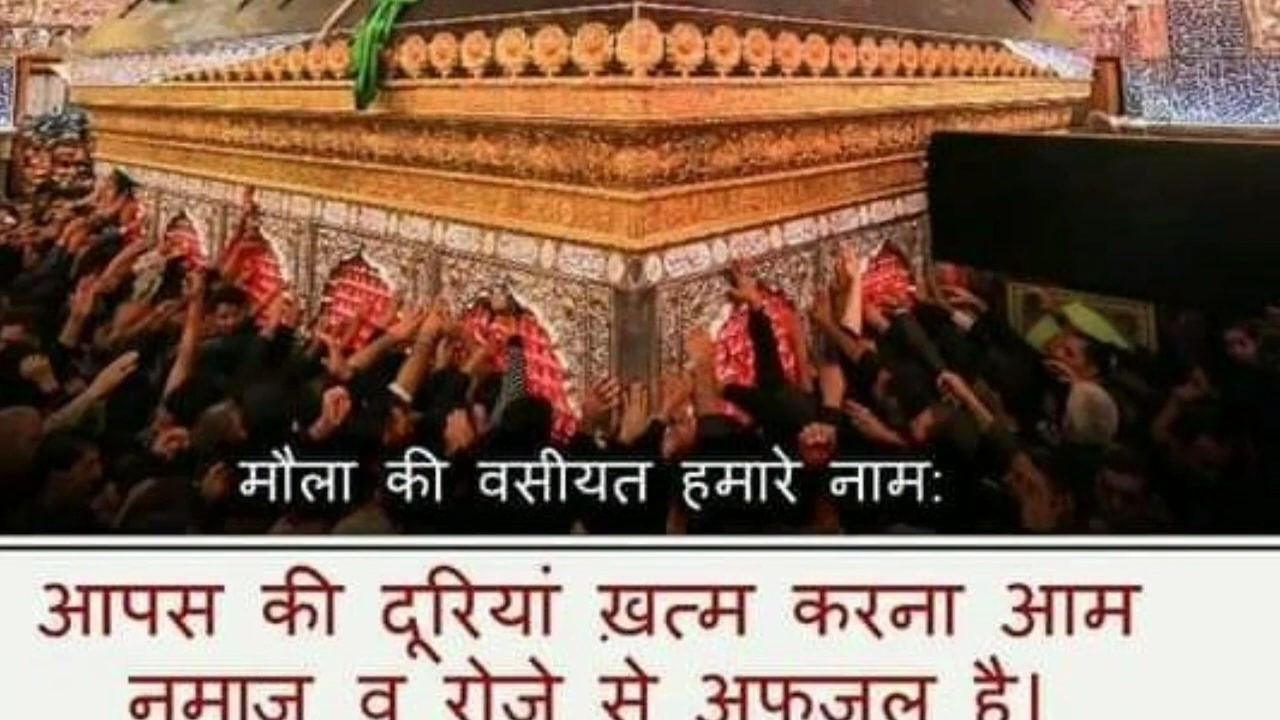 मौला की वसीयत हमारे नाम:
आपस की दूरियां ख़त्म करना आम
नमाज़ व रोज़े से अफ़ज़ल है।